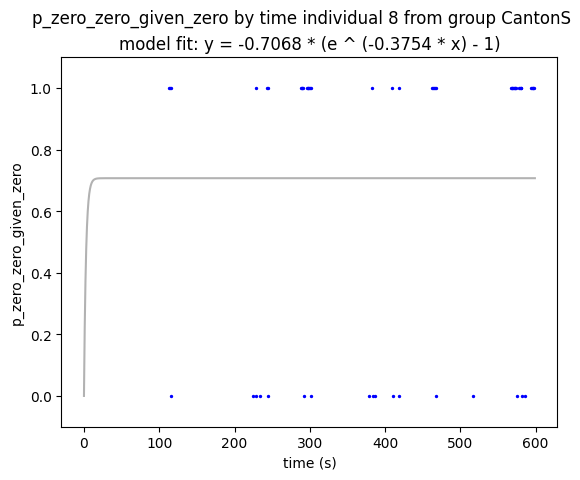 p_zero_zero_given_zero by time individual 8 from group CantonS
model fit: y = -0.7068 * (e ^ (-0.3754 * x) - 1)
1.0
0.8
0.6
0.4
0.2
0.0
p_zero_zero_given_zero
0 100 200 300 400 500 600
time (s)